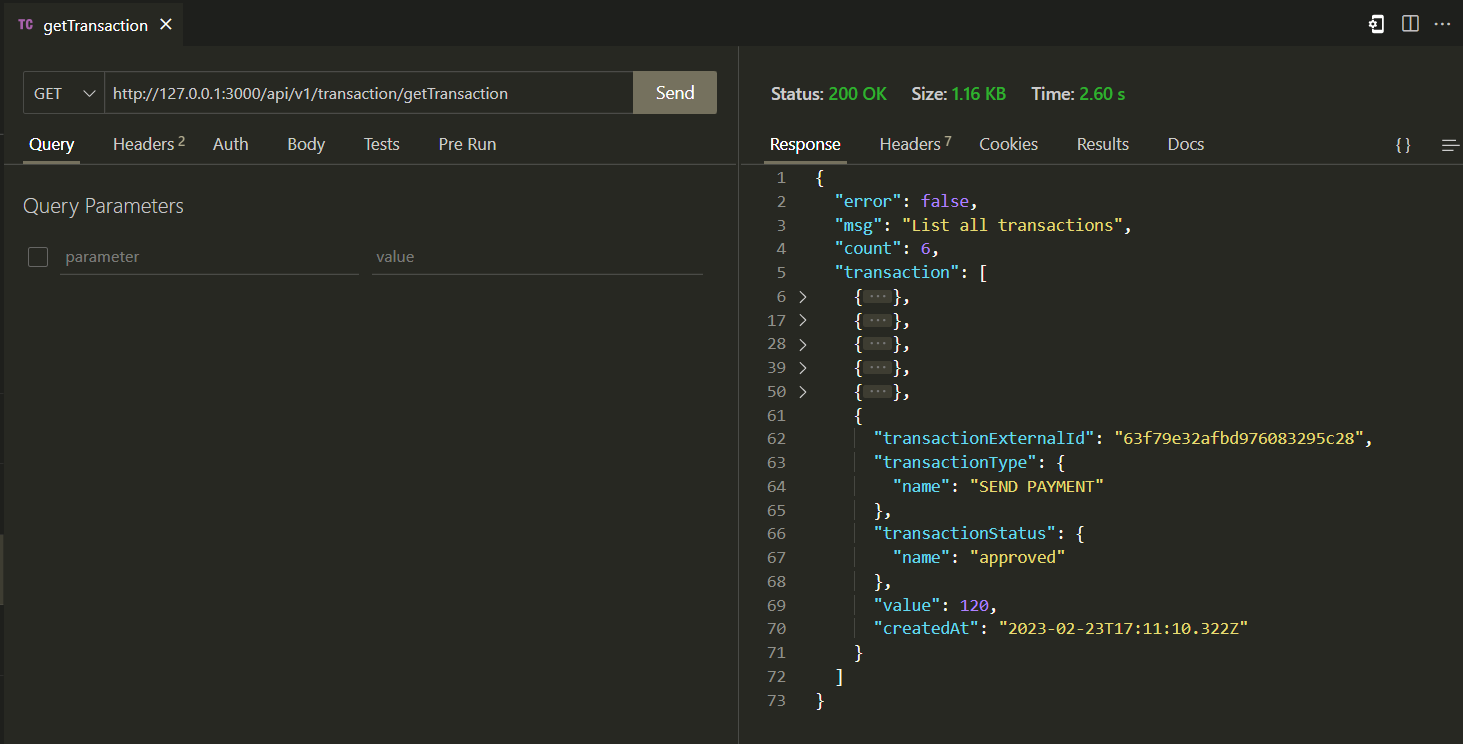 TC getTransaction
GET http://127.0.0.1:3000/api/v1/transaction/getTransaction Send
Query Headers 2 Auth Body Tests Pre Run
Query Parameters
parameter value
Status: 200 OK Size: 1.16 KB Time: 2.60 s
Response Headers 7 Cookies Results Docs { }
1 {
2 "error": false,
3 "msg": "List all transactions",
4 "count": 6,
5 "transaction": [
6 {···},
17 {···},
28 {···},
39 {···},
50 {···},
61 {
62 "transactionExternalId": "63f79e32afbd976083295c28",
63 "transactionType": {
64 "name": "SEND PAYMENT"
65 },
66 "transactionStatus": {
67 "name": "approved"
68 },
69 "value": 120,
70 "createdAt": "2023-02-23T17:11:10.322Z"
71 }
72 ]
73 }